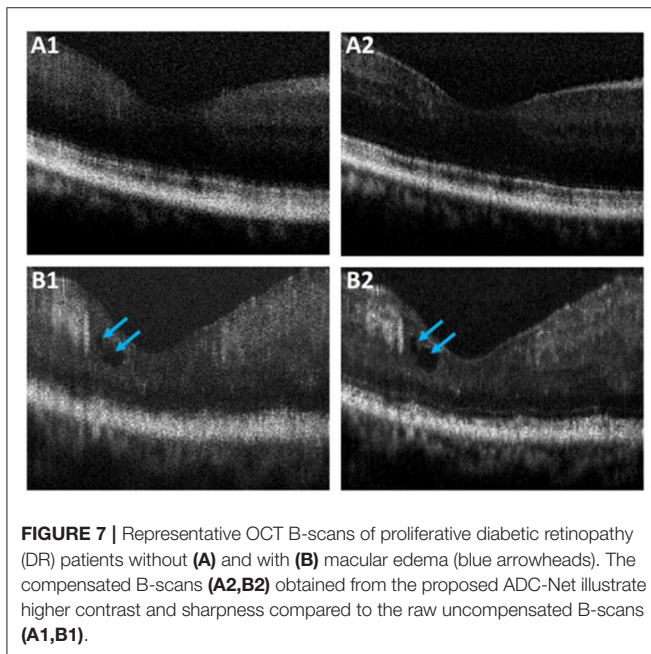 A1 A2
B1 B2
FIGURE 7 | Representative OCT B-scans of proliferative diabetic retinopathy
(DR) patients without (A) and with (B) macular edema (blue arrowheads). The
compensated B-scans (A2,B2) obtained from the proposed ADC-Net illustrate
higher contrast and sharpness compared to the raw uncompensated B-scans
(A1,B1).